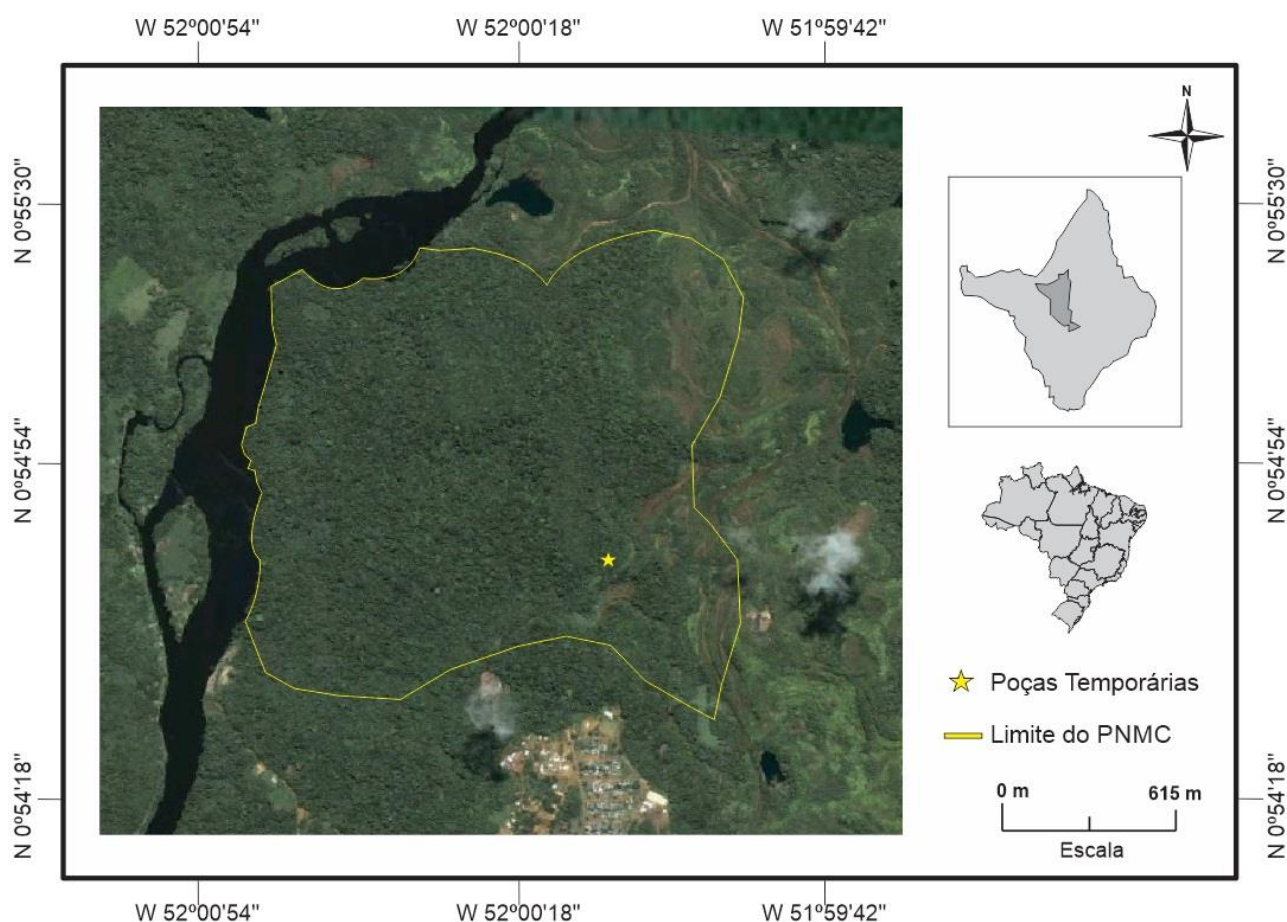 W 52º00'54" W 52º00'18" W 51º59'42"
N
N 0º55'30" N 0º55'30"
N 0º54'54" N 0º54'54"
Poças Temporárias
Limite do PNMC
0 m 615 m
Escala
N 0º54'18" N 0º54'18"
W 52º00'54" W 52º00'18" W 51º59'42"